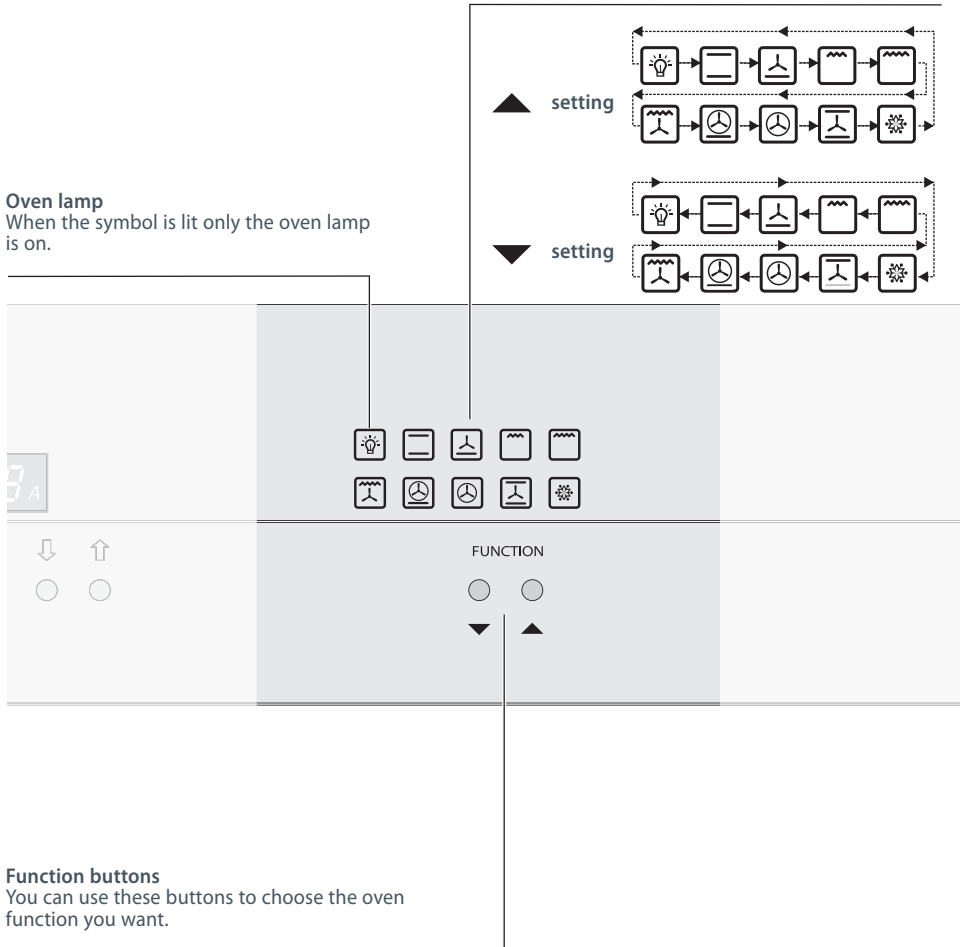 setting
Oven lamp
When the symbol is lit only the oven lamp
is on.
setting
A
FUNCTION
Function buttons
You can use these buttons to choose the oven
function you want.